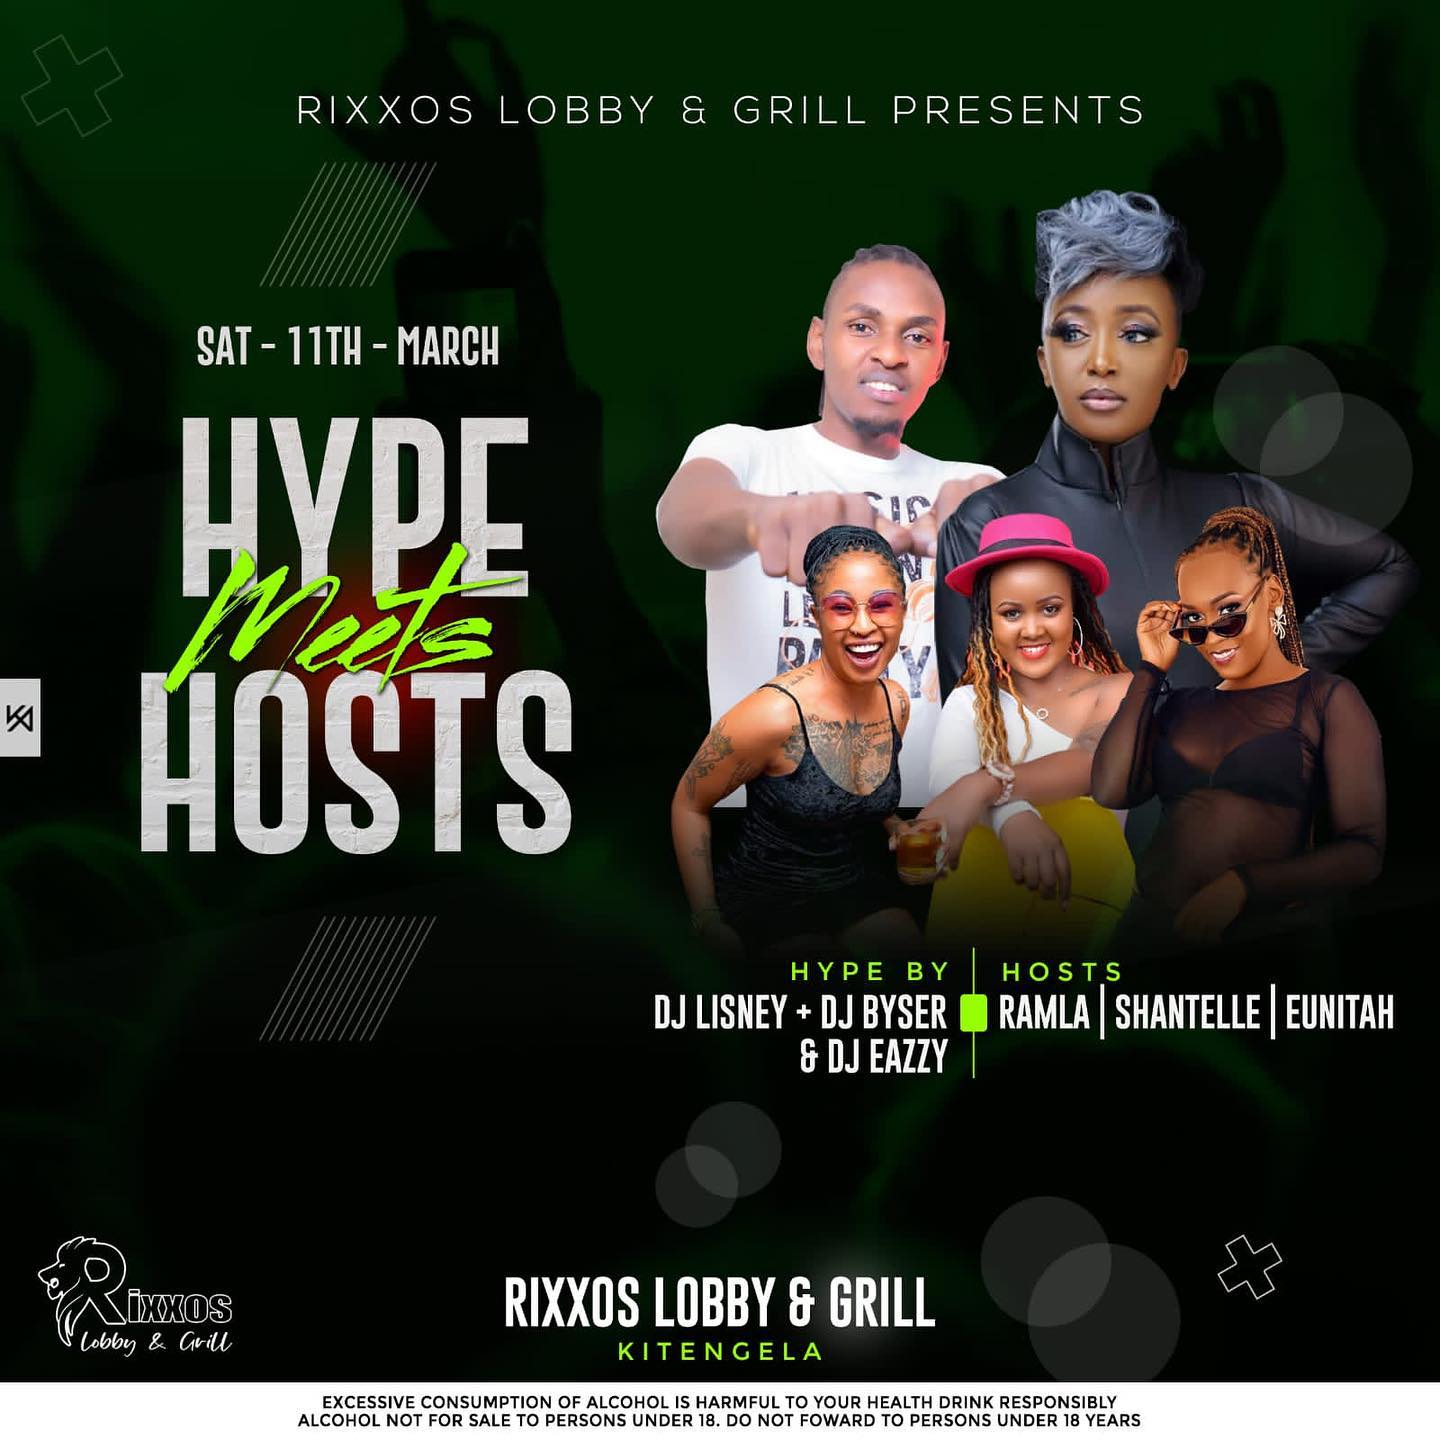 RIXXOS LOBBY & GRILL PRESENTS
SAT - 11TH - MARCH
HYPE
Meets
HOSTS
HYPE BY
DJ LISNEY + DJ BYSER
& DJ EAZZY
HOSTS
RAMLA | SHANTELLE | EUNITAH
Rixxos
Lobby & Grill
RIXXOS LOBBY & GRILL
KITENGELA
EXCESSIVE CONSUMPTION OF ALCOHOL IS HARMFUL TO YOUR HEALTH DRINK RESPONSIBLY
ALCOHOL NOT FOR SALE TO PERSONS UNDER 18. DO NOT FOWARD TO PERSONS UNDER 18 YEARS